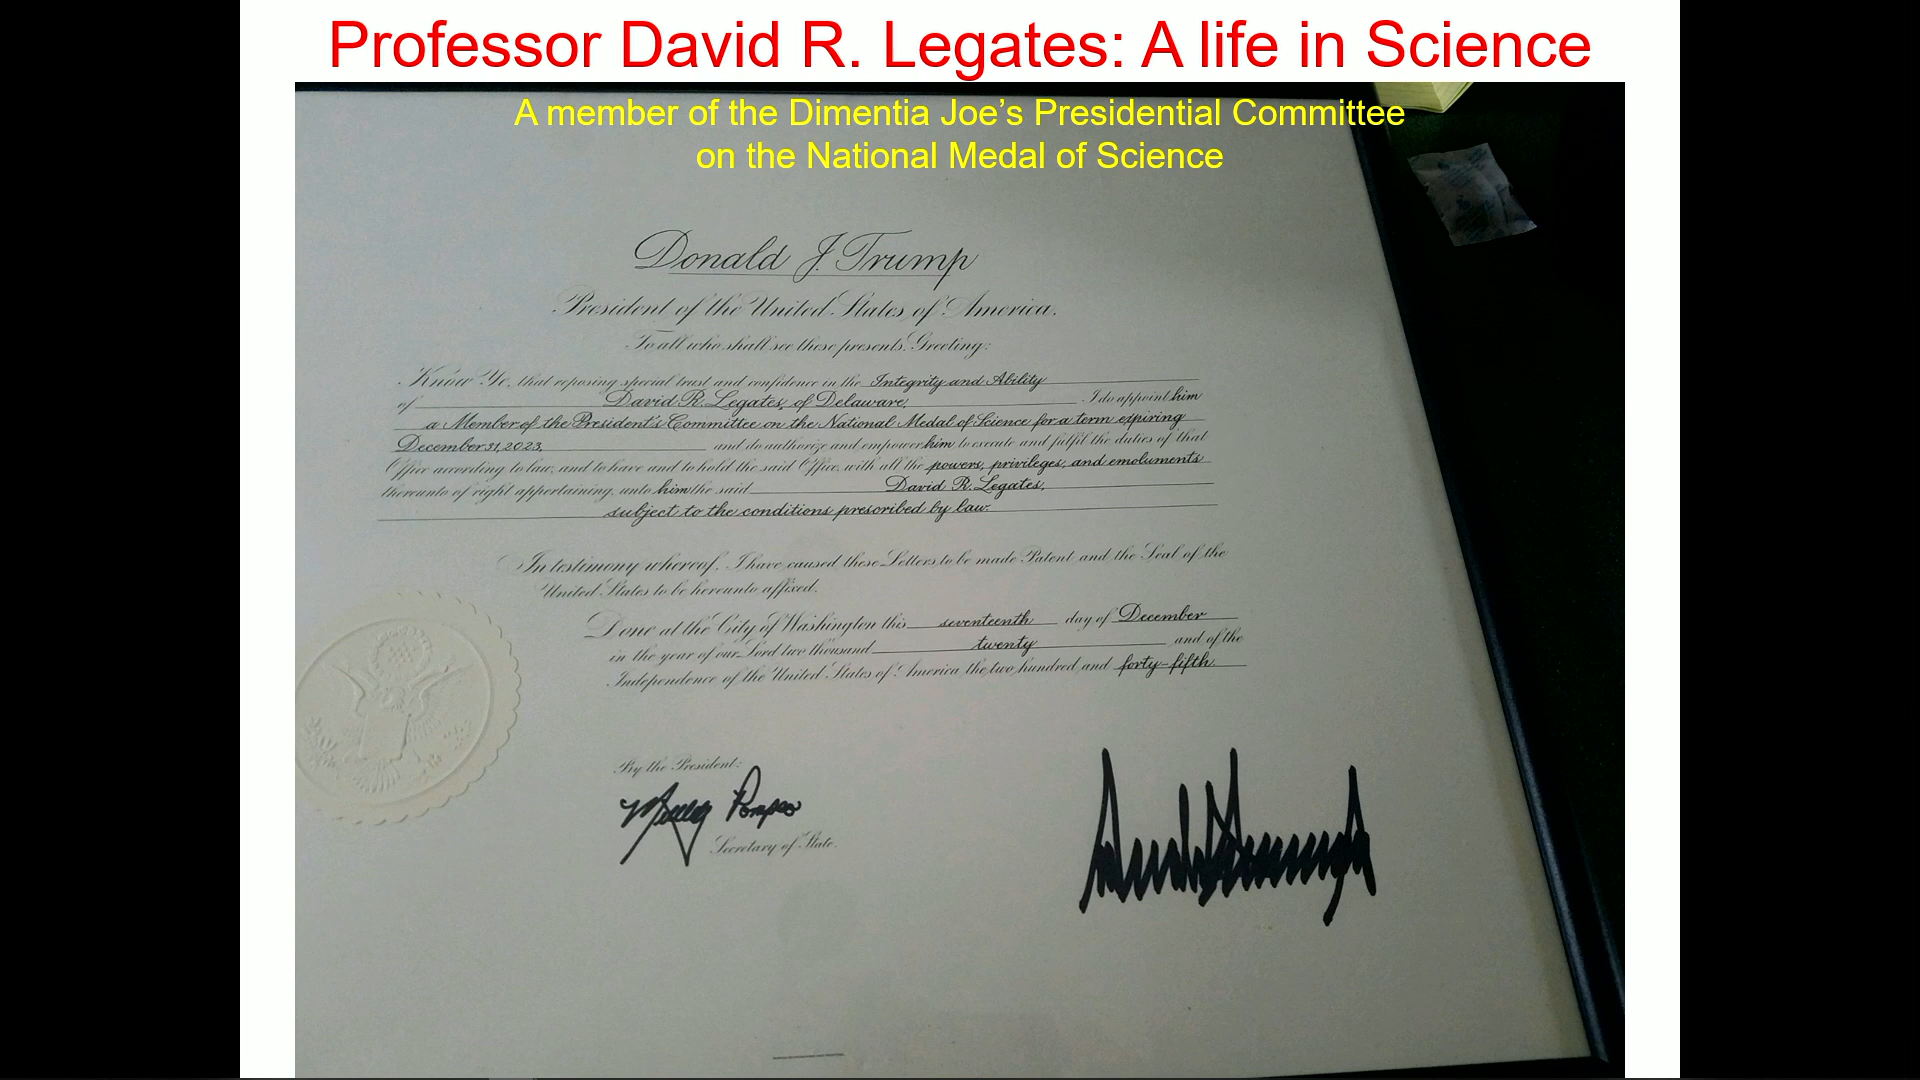 Professor David R. Legates: A life in Science
A member of the Dimentia Joe's Presidential Committee
on the National Medal of Science
Donald J. Trump
President of the United States of America.
To all who shall see these presents, Greeting:
Know Ye, that reposing special trust and confidence in the Integrity and Ability
of David R. Legates, of Delaware, I do appoint him
a Member of the President's Committee on the National Medal of Science for a term expiring
December 31, 2023, and do authorize and empower him to execute and fulfil the duties of that
Office according to law, and to have and to hold the said Office, with all the powers, privileges, and emoluments
thereunto of right appertaining, unto him the said David R. Legates,
subject to the conditions prescribed by law.
In testimony whereof, I have caused these Letters to be made Patent and the Seal of the
United States to be hereunto affixed.
Done at the City of Washington this seventeenth day of December
in the year of our Lord two thousand twenty and of the
Independence of the United States of America the two hundred and forty-fifth.
By the President:
Secretary of State.